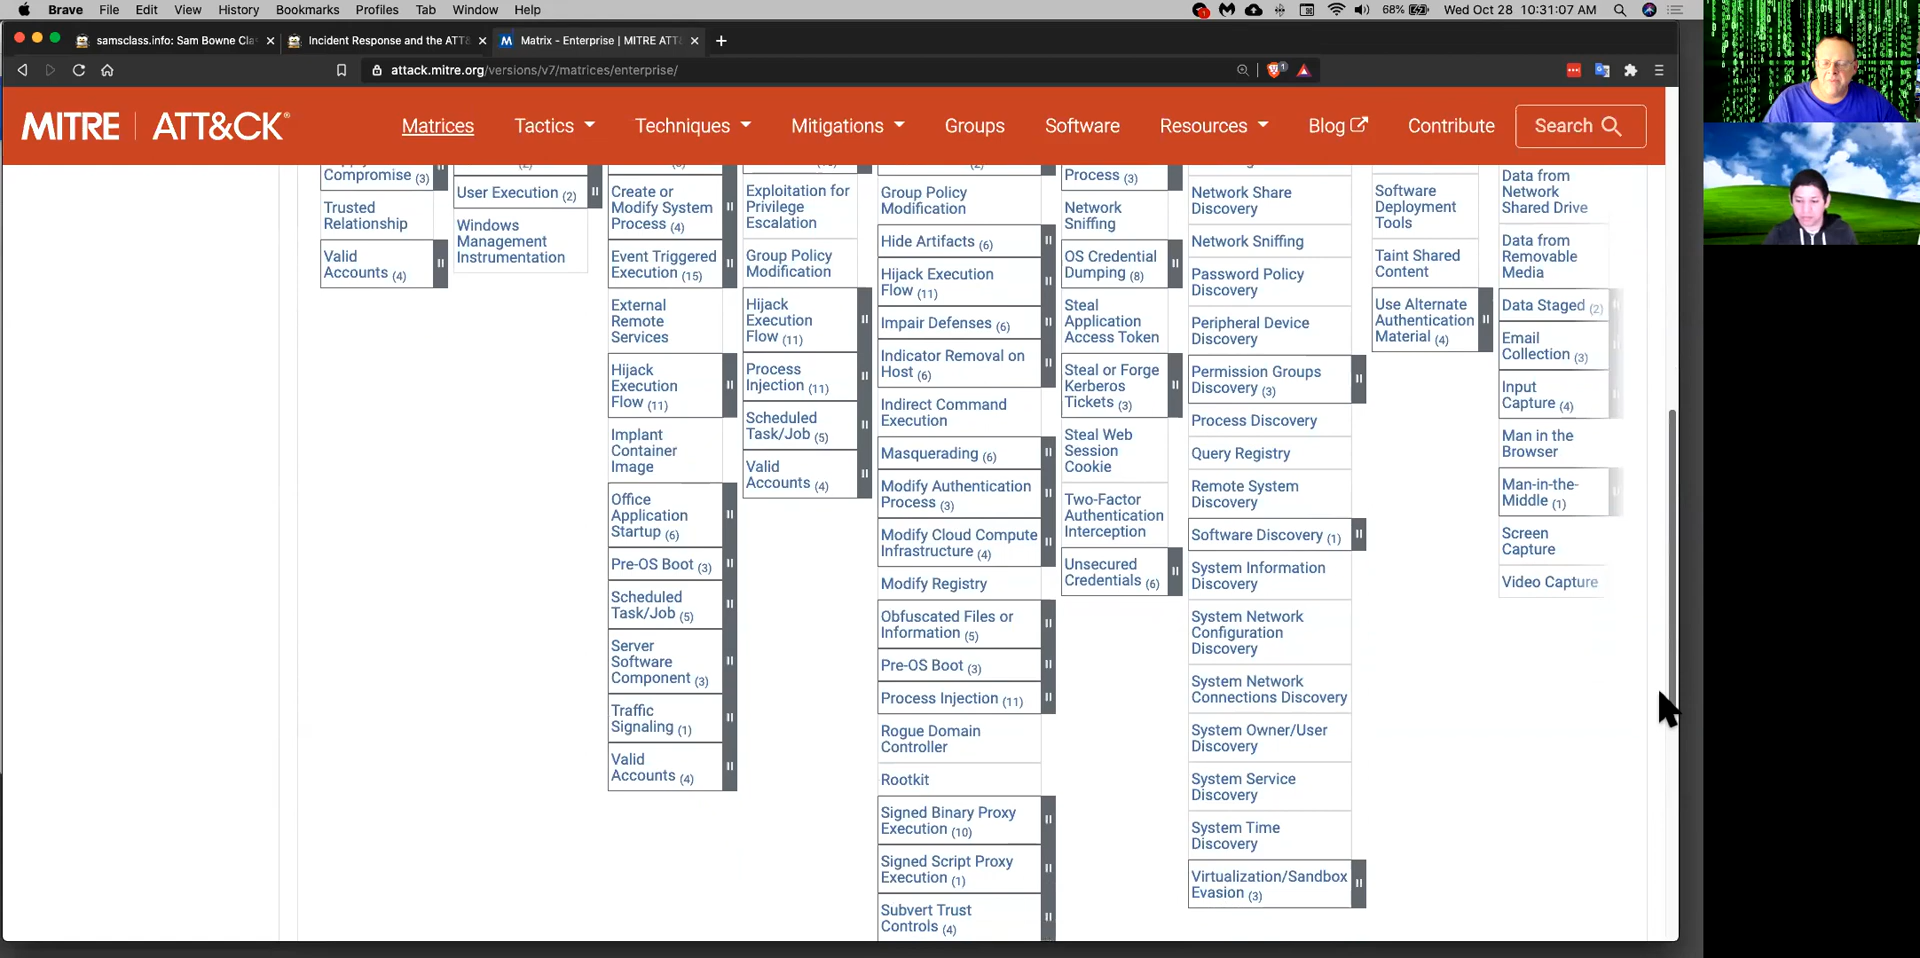 Brave File Edit View History Bookmarks Profiles Tab Window Help
68% Wed Oct 28 10:31:07 AM
samsclass.info: Sam Bowne Cla
Incident Response and the ATT&
Matrix - Enterprise | MITRE ATT&
attack.mitre.org/versions/v7/matrices/enterprise/
MITRE | ATT&CK®
Matrices Tactics Techniques Mitigations Groups Software Resources Blog Contribute Search
Compromise (3)
Trusted
Relationship
Valid
Accounts (4)
(2)
User Execution (2)
Windows
Management
Instrumentation
Create or
Modify System
Process (4)
Event Triggered
Execution (15)
External
Remote
Services
Hijack
Execution
Flow (11)
Implant
Container
Image
Office
Application
Startup (6)
Pre-OS Boot (3)
Scheduled
Task/Job (5)
Server
Software
Component (3)
Traffic
Signaling (1)
Valid
Accounts (4)
Exploitation for
Privilege
Escalation
Group Policy
Modification
Hijack
Execution
Flow (11)
Process
Injection (11)
Scheduled
Task/Job (5)
Valid
Accounts (4)
(2)
Group Policy
Modification
Hide Artifacts (6)
Hijack Execution
Flow (11)
Impair Defenses (6)
Indicator Removal on
Host (6)
Indirect Command
Execution
Masquerading (6)
Modify Authentication
Process (3)
Modify Cloud Compute
Infrastructure (4)
Modify Registry
Obfuscated Files or
Information (5)
Pre-OS Boot (3)
Process Injection (11)
Rogue Domain
Controller
Rootkit
Signed Binary Proxy
Execution (10)
Signed Script Proxy
Execution (1)
Subvert Trust
Controls (4)
Process (3)
Network
Sniffing
OS Credential
Dumping (8)
Steal
Application
Access Token
Steal or Forge
Kerberos
Tickets (3)
Steal Web
Session
Cookie
Two-Factor
Authentication
Interception
Unsecured
Credentials (6)
Network Share
Discovery
Network Sniffing
Password Policy
Discovery
Peripheral Device
Discovery
Permission Groups
Discovery (3)
Process Discovery
Query Registry
Remote System
Discovery
Software Discovery (1)
System Information
Discovery
System Network
Configuration
Discovery
System Network
Connections Discovery
System Owner/User
Discovery
System Service
Discovery
System Time
Discovery
Virtualization/Sandbox
Evasion (3)
Software
Deployment
Tools
Taint Shared
Content
Use Alternate
Authentication
Material (4)
Data from
Network
Shared Drive
Data from
Removable
Media
Data Staged (2)
Email
Collection (3)
Input
Capture (4)
Man in the
Browser
Man-in-the-
Middle (1)
Screen
Capture
Video Capture